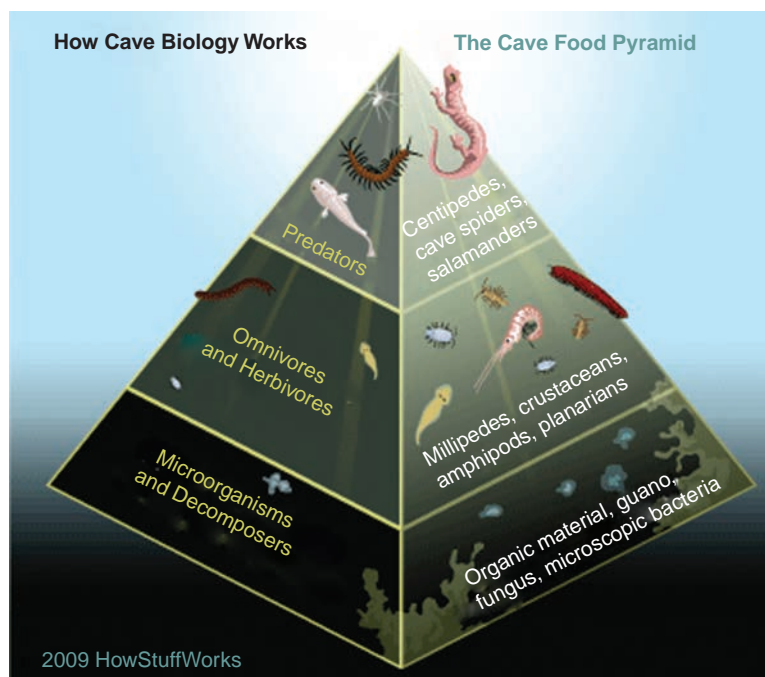 How Cave Biology Works
The Cave Food Pyramid
Predators
Centipedes,
cave spiders,
salamanders
Omnivores
and Herbivores
Millipedes, crustaceans,
amphipods, planarians
Microorganisms
and Decomposers
Organic material, guano,
fungus, microscopic bacteria
2009 HowStuffWorks